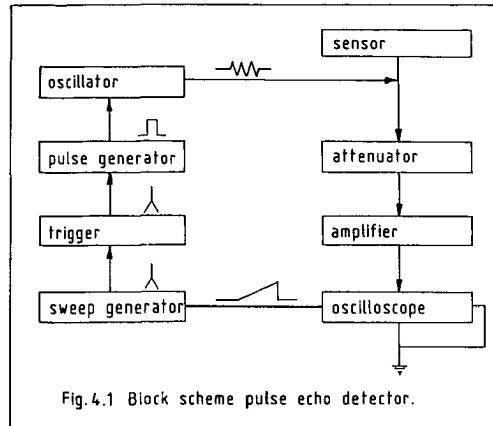 sensor
oscillator
pulse generator
attenuator
trigger
amplifier
sweep generator
oscilloscope
Fig.4.1 Block scheme pulse echo detector.